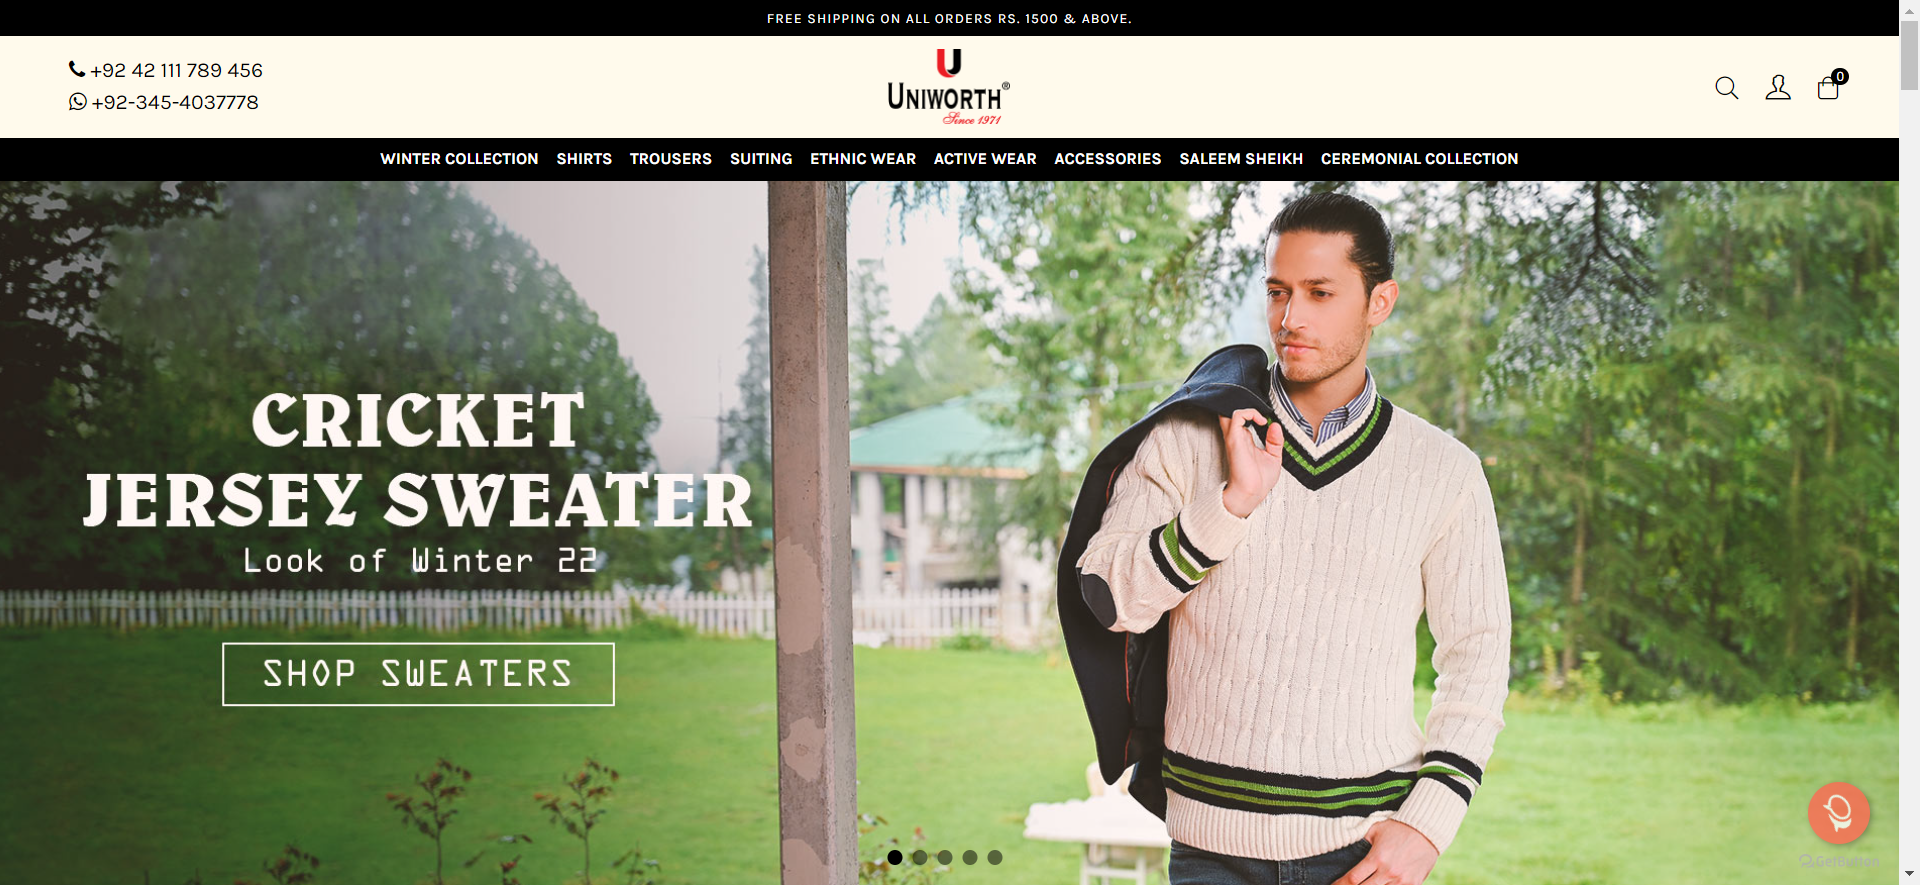 FREE SHIPPING ON ALL ORDERS RS. 1500 & ABOVE.
+92 42 111 789 456
+92-345-4037778
U
UNIWORTH®
Since 1971
0
WINTER COLLECTION SHIRTS TROUSERS SUITING ETHNIC WEAR ACTIVE WEAR ACCESSORIES SALEEM SHEIKH CEREMONIAL COLLECTION
CRICKET
JERSEY SWEATER
Look of Winter 22
SHOP SWEATERS
GetButton